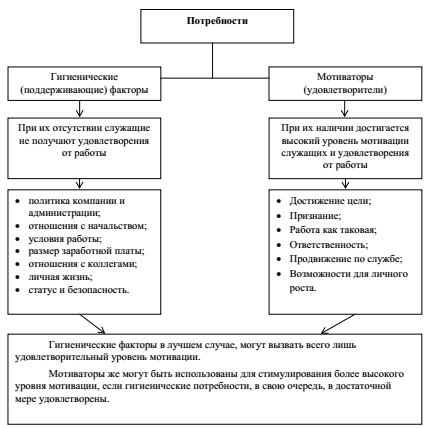 Потребности
Гигиенические
(поддерживающие) факторы
Мотиваторы
(удовлетворители)
При их отсутствии служащие
не получают удовлетворения
от работы
При их наличии достигается
высокий уровень мотивации
служащих и удовлетворения
от работы
• политика компании и
администрации;
• отношения с начальством;
• условия работы;
• размер заработной платы;
• отношения с коллегами;
• личная жизнь;
• статус и безопасность.
• Достижение цели;
• Признание;
• Работа как таковая;
• Ответственность;
• Продвижение по службе;
• Возможности для личного
роста.
Гигиенические факторы в лучшем случае, могут вызвать всего лишь
удовлетворительный уровень мотивации.
Мотиваторы же могут быть использованы для стимулирования более высокого
уровня мотивации, если гигиенические потребности, в свою очередь, в достаточной
мере удовлетворены.